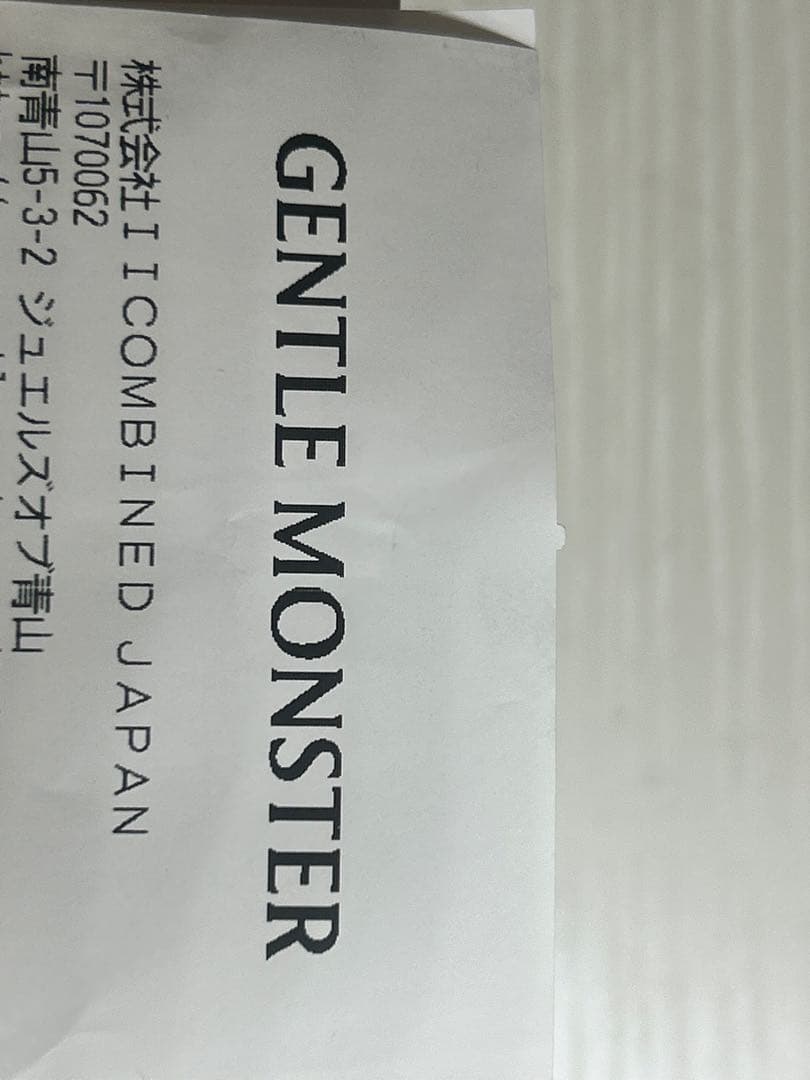 GENTLE MONSTER
株式会社ＩＩＣＯＭＢＩＮＥＤ ＪＡＰＡＮ
〒1070062
南青山5-3-2 ジュエルズオブ青山